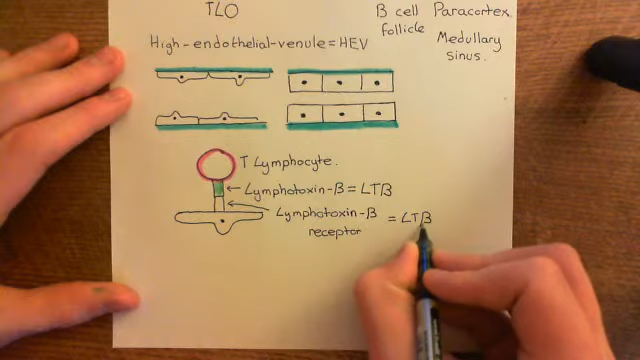 TLO
B cell follicle
Paracortex.
Medullary sinus.
High-endothelial-venule = HEV
T Lymphocyte.
Lymphotoxin-β = LTβ
Lymphotoxin-β receptor = LTβ